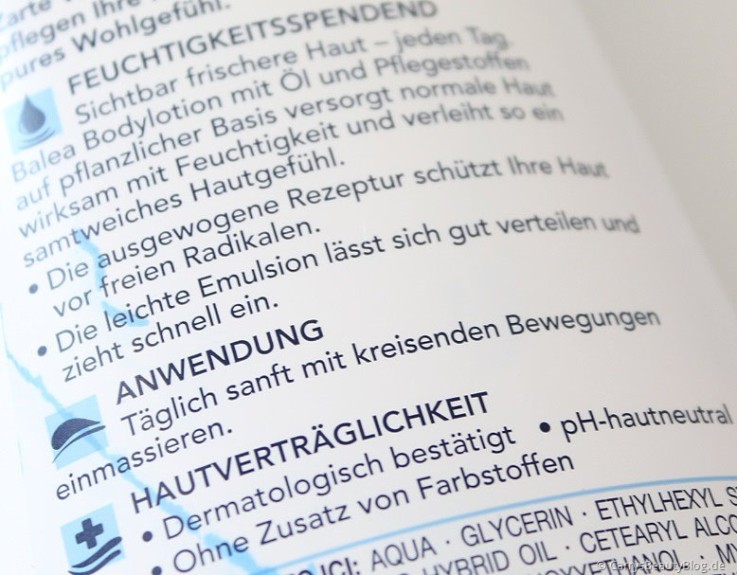 Zarte
pflegen Ihre
pures Wohlgefühl.
FEUCHTIGKEITSSPENDEND
Sichtbar frischere Haut – jeden Tag.
Balea Bodylotion mit Öl und Pflegestoffen
auf pflanzlicher Basis versorgt normale Haut
wirksam mit Feuchtigkeit und verleiht so ein
samtweiches Hautgefühl.
• Die ausgewogene Rezeptur schützt Ihre Haut
vor freien Radikalen.
• Die leichte Emulsion lässt sich gut verteilen und
zieht schnell ein.
ANWENDUNG
Täglich sanft mit kreisenden Bewegungen
einmassieren.
HAUTVERTRÄGLICHKEIT
• Dermatologisch bestätigt • pH-hautneutral
• Ohne Zusatz von Farbstoffen
AQUA · GLYCERIN · ETHYLHEXYL
HYBRID OIL · CETEARYL ALCO